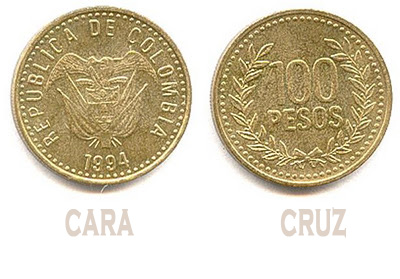 REPUBLICA DE COLOMBIA
1994
100
PESOS
CARA
CRUZ